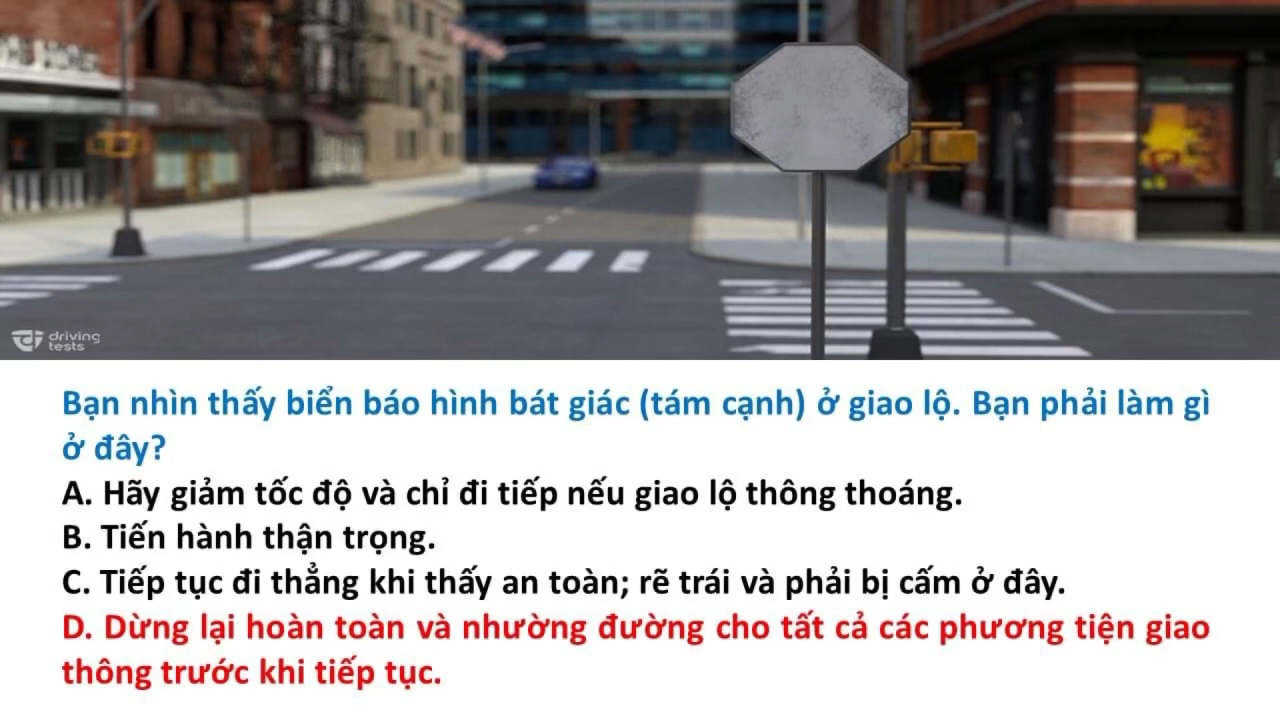 driving
tests
Bạn nhìn thấy biển báo hình bát giác (tám cạnh) ở giao lộ. Bạn phải làm gì
ở đây?
A. Hãy giảm tốc độ và chỉ đi tiếp nếu giao lộ thông thoáng.
B. Tiến hành thận trọng.
C. Tiếp tục đi thẳng khi thấy an toàn; rẽ trái và phải bị cấm ở đây.
D. Dừng lại hoàn toàn và nhường đường cho tất cả các phương tiện giao
thông trước khi tiếp tục.